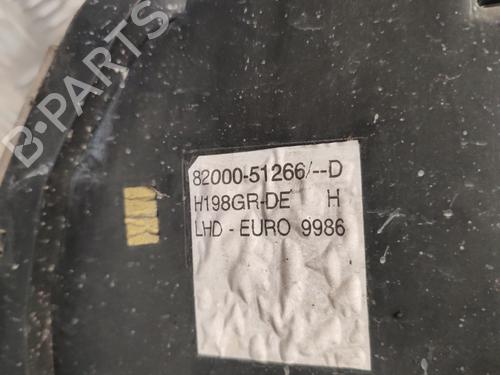 82000-51266/--D
H198GR-DE H
LHD - EURO 9986
B-PARTS